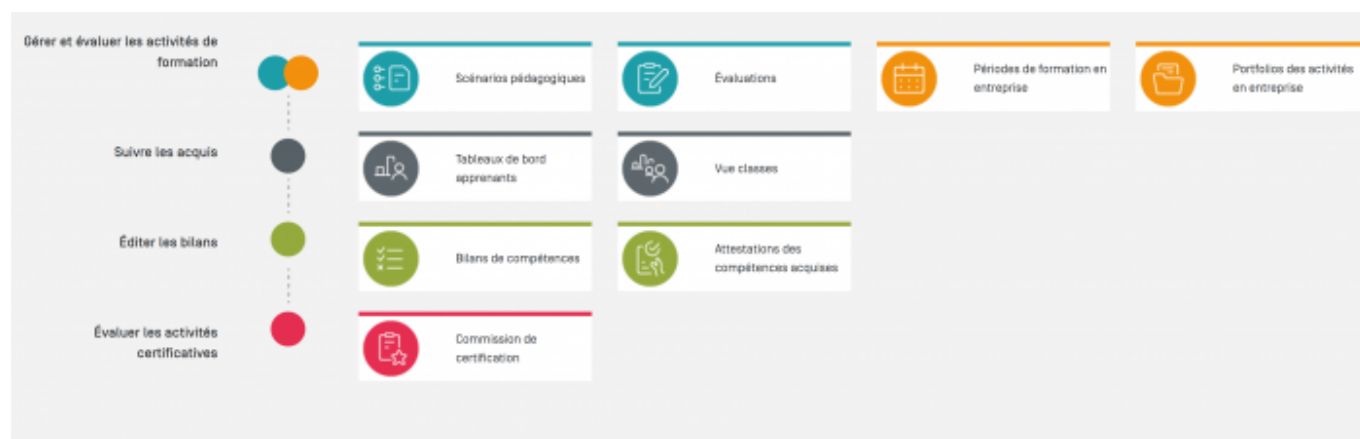 Gérer et évaluer les activités de
formation
Scénarios pédagogiques
Évaluations
Périodes de formation en
entreprise
Portfolios des activités
en entreprise
Suivre les acquis
Tableaux de bord
apprenants
Vue classes
Éditer les bilans
Bilans de compétences
Attestations des
compétences acquises
Évaluer les activités
certificatives
Commission de
certification